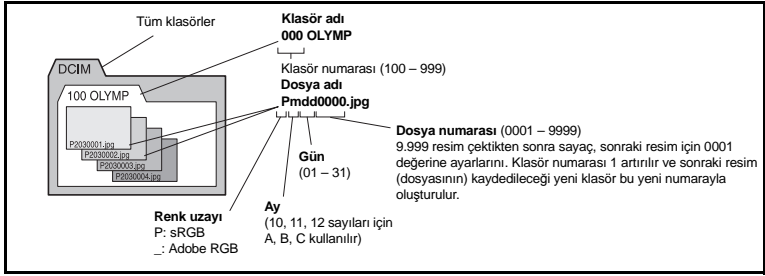 Tüm klasörler
Klasör adı
000 OLYMP
Klasör numarası (100 – 999)
Dosya adı
Pmdd0000.jpg
DCIM
100 OLYMP
P2030001.jpg
P2030002.jpg
P2030003.jpg
P2030004.jpg
Dosya numarası (0001 – 9999)
9.999 resim çektikten sonra sayaç, sonraki resim için 0001
değerine ayarlarını. Klasör numarası 1 artırılır ve sonraki resim
(dosyasının) kaydedileceği yeni klasör bu yeni numarayla
oluşturulur.
Gün
(01 – 31)
Ay
(10, 11, 12 sayıları için
A, B, C kullanılır)
Renk uzayı
P: sRGB
_: Adobe RGB